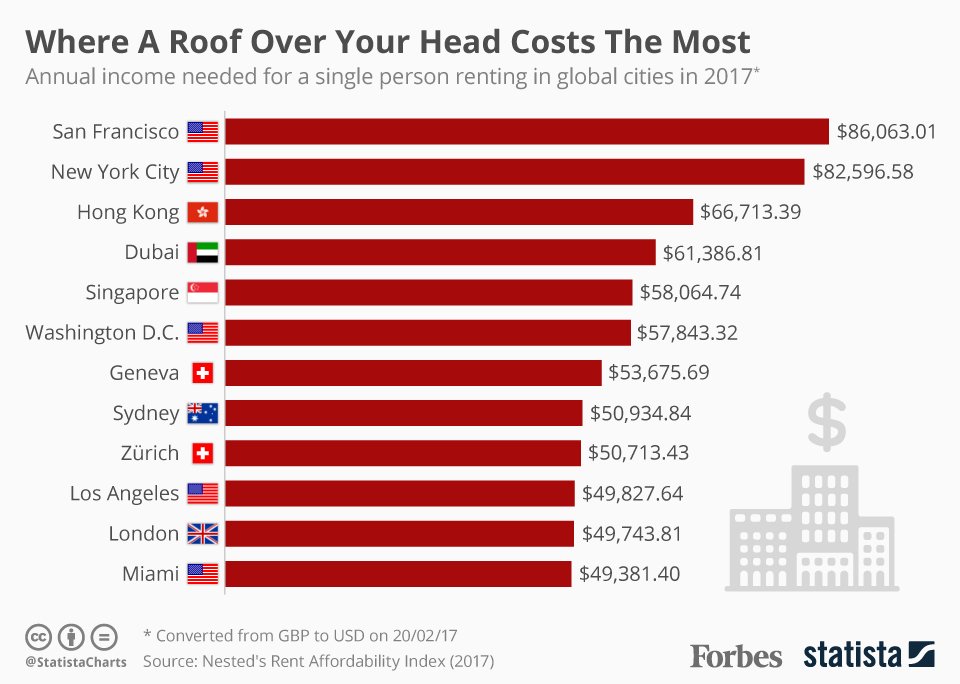 Where A Roof Over Your Head Costs The Most
Annual income needed for a single person renting in global cities in 2017*
San Francisco $86,063.01
New York City $82,596.58
Hong Kong $66,713.39
Dubai $61,386.81
Singapore $58,064.74
Washington D.C. $57,843.32
Geneva $53,675.69
Sydney $50,934.84
Zürich $50,713.43
Los Angeles $49,827.64
London $49,743.81
Miami $49,381.40
$
cc
@StatistaCharts
* Converted from GBP to USD on 20/02/17
Source: Nested's Rent Affordability Index (2017)
Forbes statista